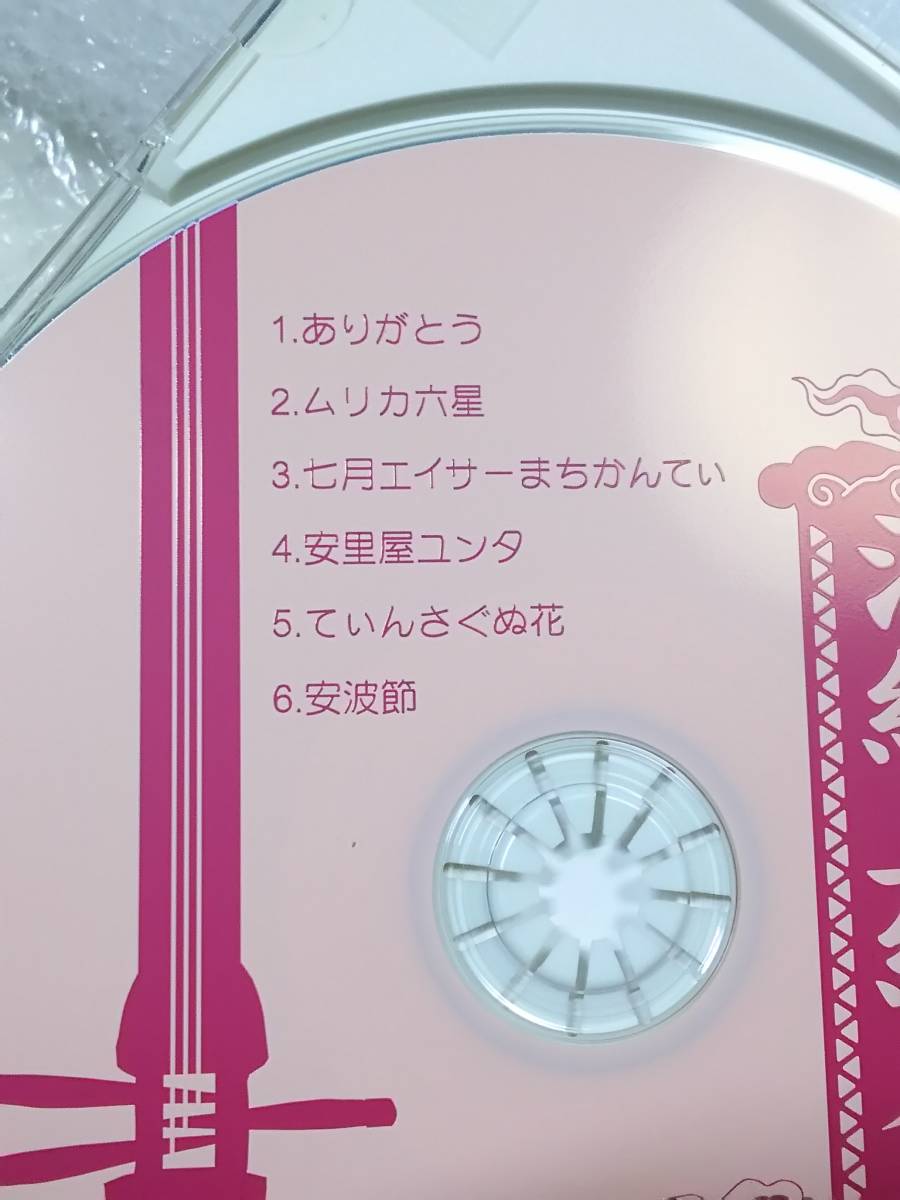 1.ありがとう
2.ムリカ六星
3.七月エイサーまちかんてぃ
4.安里屋ユンタ
5.てぃんさぐぬ花
6.安波節